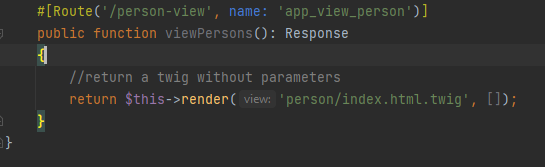 #[Route('/person-view', name: 'app_view_person')]
public function viewPersons(): Response
{
//return a twig without parameters
return $this->render( view: 'person/index.html.twig', []);
}
}